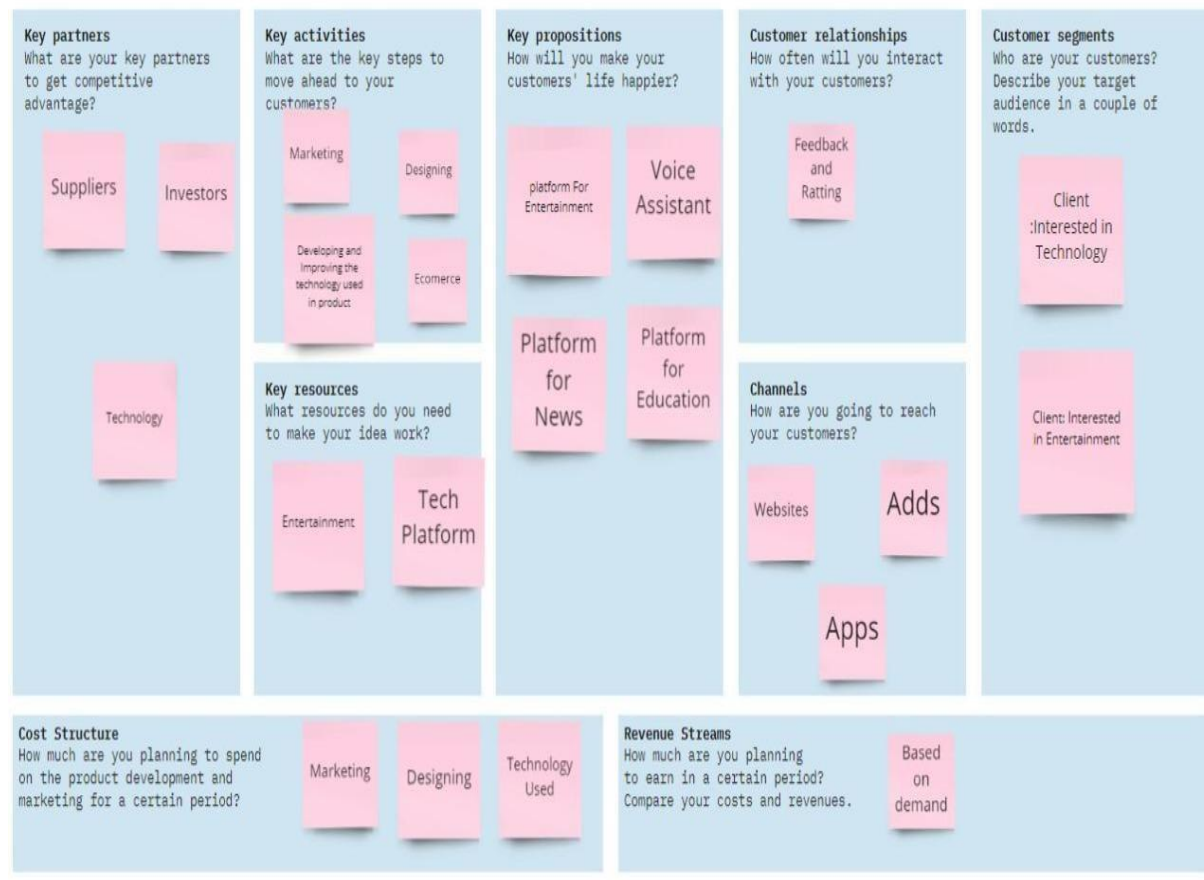 Key partners
What are your key partners
to get competitive
advantage?
Suppliers
Investors
Technology
Key activities
What are the key steps to
move ahead to your
customers?
Marketing
Designing
Developing and
Improving the
technology used
in product
Ecomerce
Key resources
What resources do you need
to make your idea work?
Entertainment
Tech
Platform
Key propositions
How will you make your
customers' life happier?
platform For
Entertainment
Voice
Assistant
Platform
for
News
Platform
for
Education
Customer relationships
How often will you interact
with your customers?
Feedback
and
Ratting
Channels
How are you going to reach
your customers?
Websites
Adds
Apps
Customer segments
Who are your customers?
Describe your target
audience in a couple of
words.
Client
:Interested in
Technology
Client: Interested
in Entertainment
Cost Structure
How much are you planning to spend
on the product development and
marketing for a certain period?
Marketing
Designing
Technology
Used
Revenue Streams
How much are you planning
to earn in a certain period?
Compare your costs and revenues.
Based
on
demand